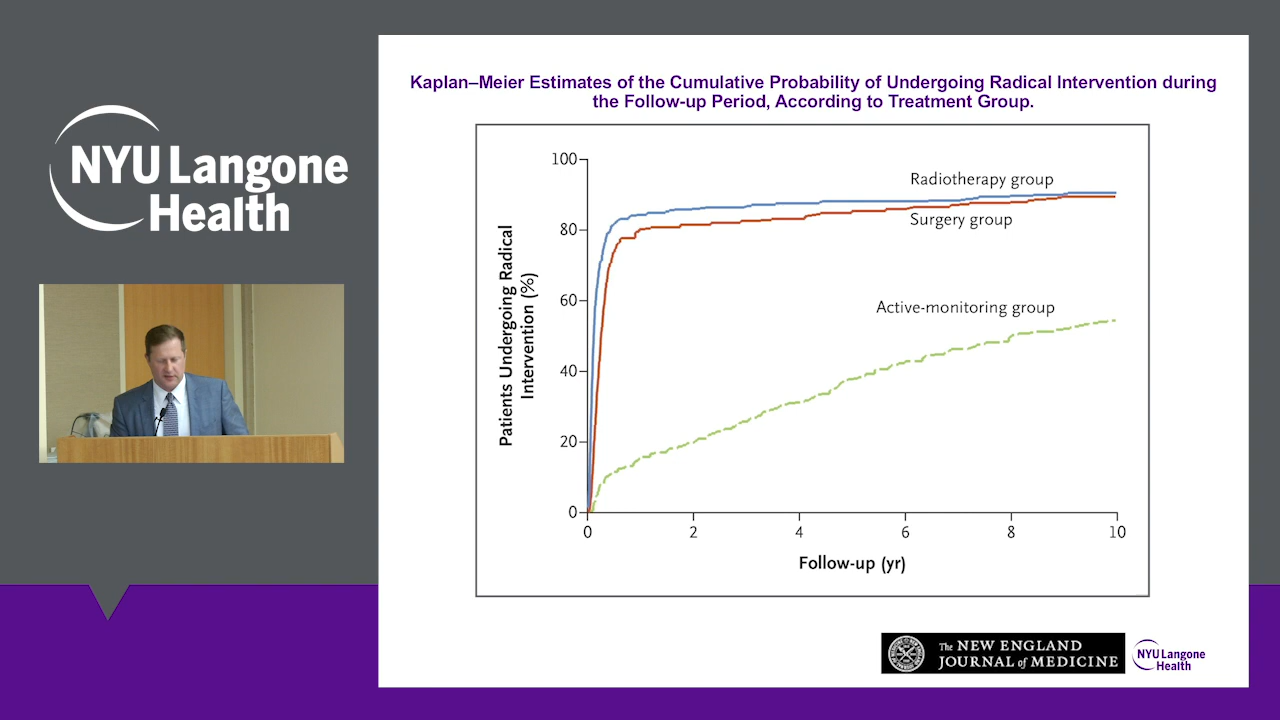 NYU Langone
Health
Kaplan–Meier Estimates of the Cumulative Probability of Undergoing Radical Intervention during
the Follow-up Period, According to Treatment Group.
Patients Undergoing Radical
Intervention (%)
100
80
60
40
20
0
Radiotherapy group
Surgery group
Active-monitoring group
0 2 4 6 8 10
Follow-up (yr)
The NEW ENGLAND
JOURNAL of MEDICINE
NYU Langone
Health